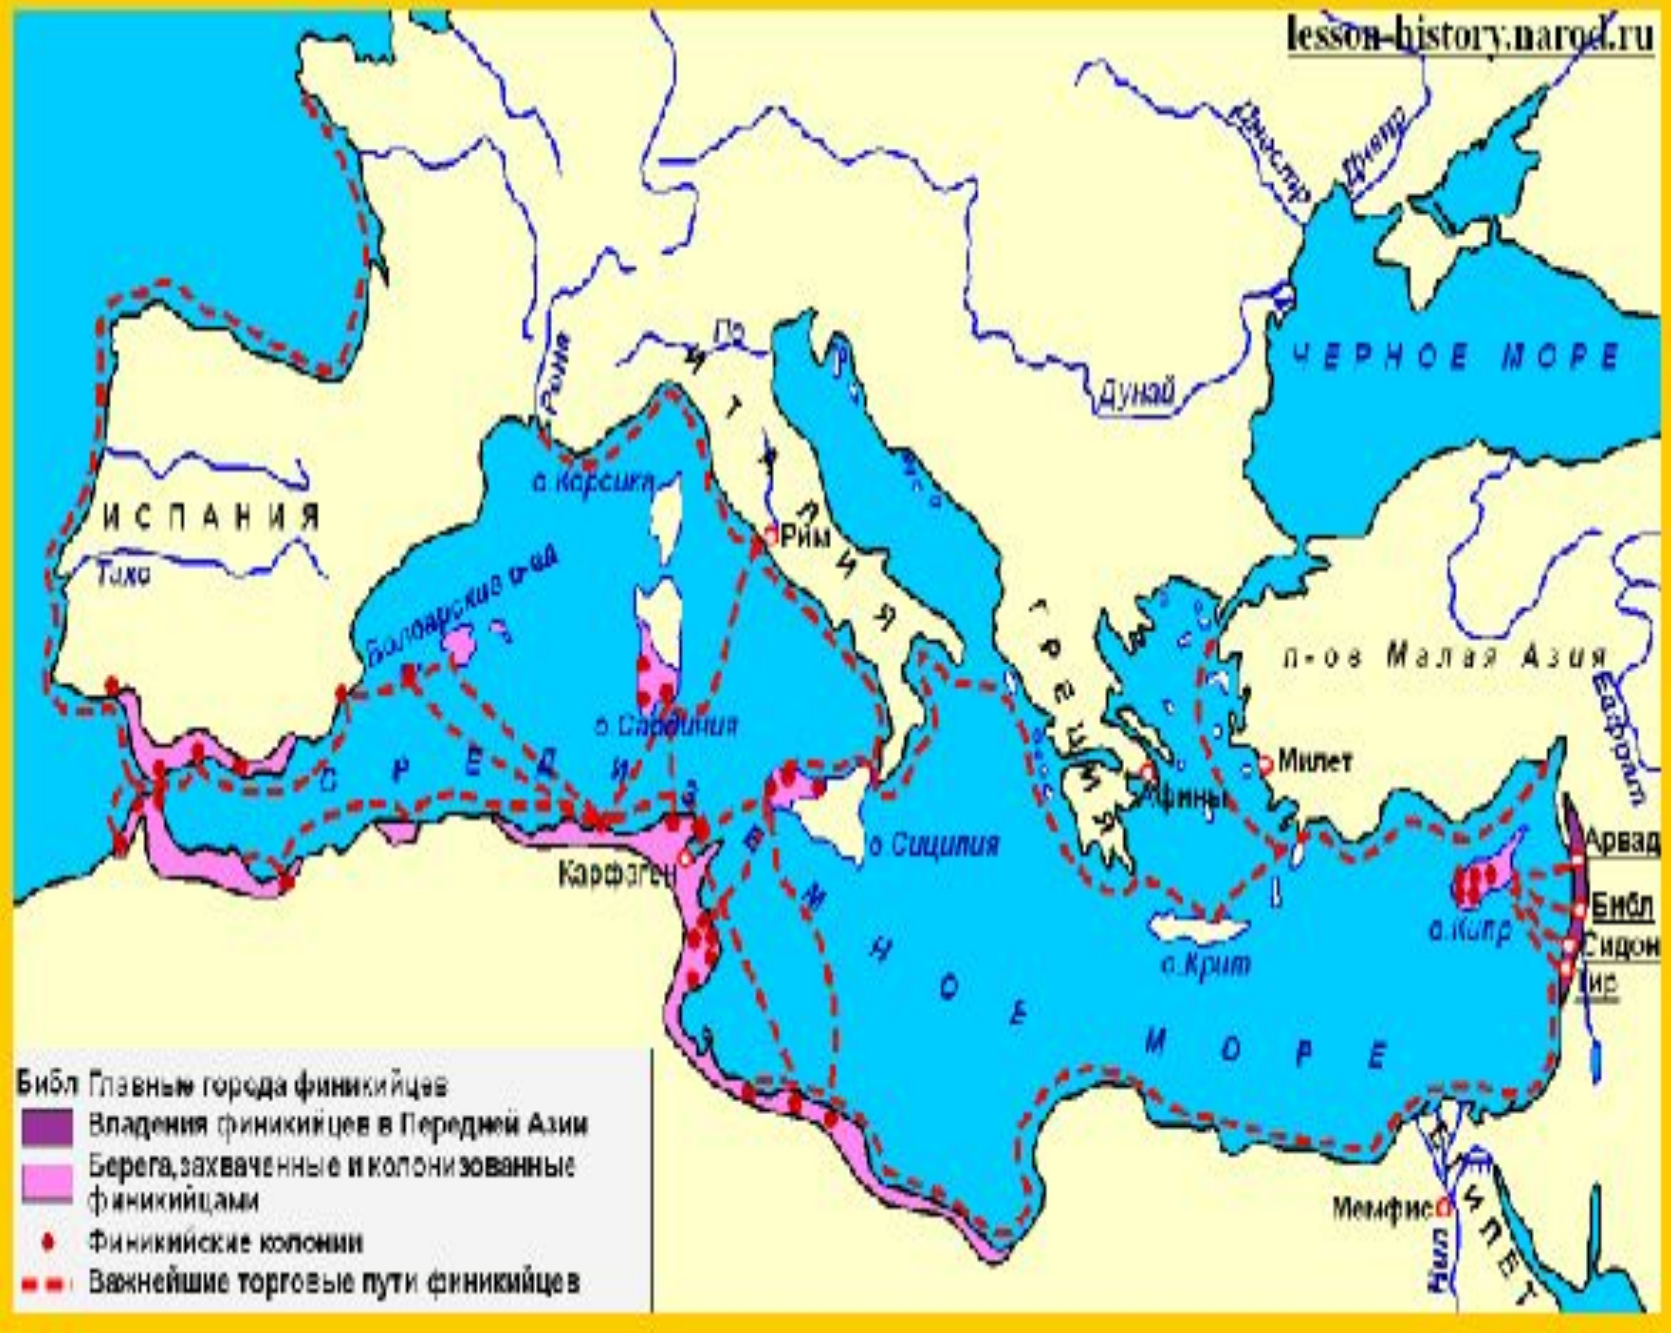 lesson-history.narod.ru
Днестр
Днепр
ЧЕРНОЕ МОРЕ
По
Рона
Дунай
ИТАЛИЯ
о.Корсика
ИСПАНИЯ
Тахо
Рим
Балеарские о-ва
ГРЕЦИЯ
п-ов Малая Азия
Евфрат
о.Сардиния
СРЕДИЗЕМНОЕ МОРЕ
Милет
Афины
о.Сицилия
Арвад
Карфаген
Библ
о.Кипр
Сидон
о.Крит
Тир
Мемфис
Нил
ЕГИПЕТ
Библ Главные города финикийцев
Владения финикийцев в Передней Азии
Берега,захваченные и колонизованные
финикийцами
Финикийские колонии
Важнейшие торговые пути финикийцев